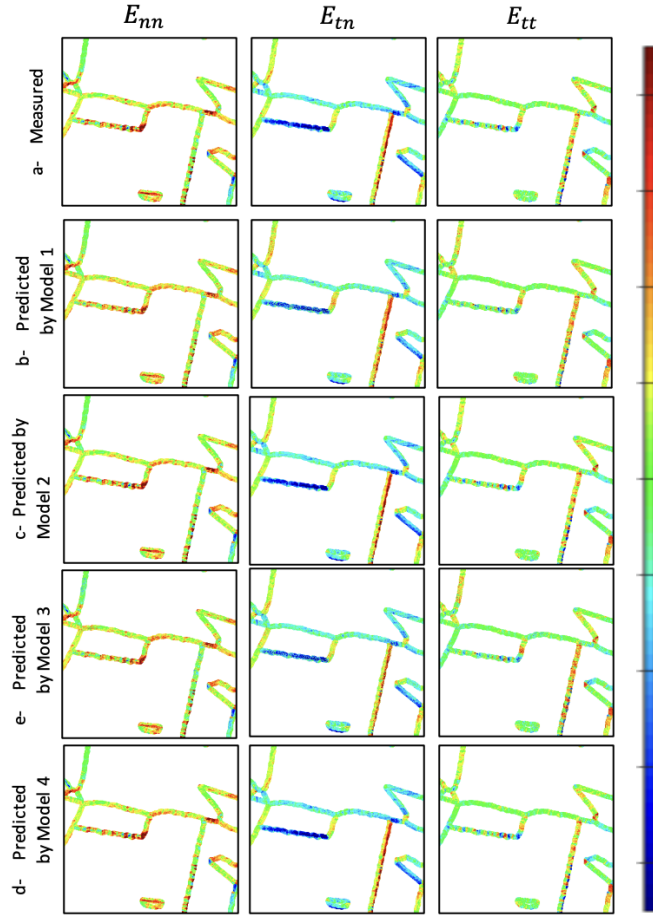 E_nn E_tn E_tt
a- Measured
b- Predicted
by Model 1
c- Predicted by
Model 2
e- Predicted
by Model 3
d- Predicted
by Model 4